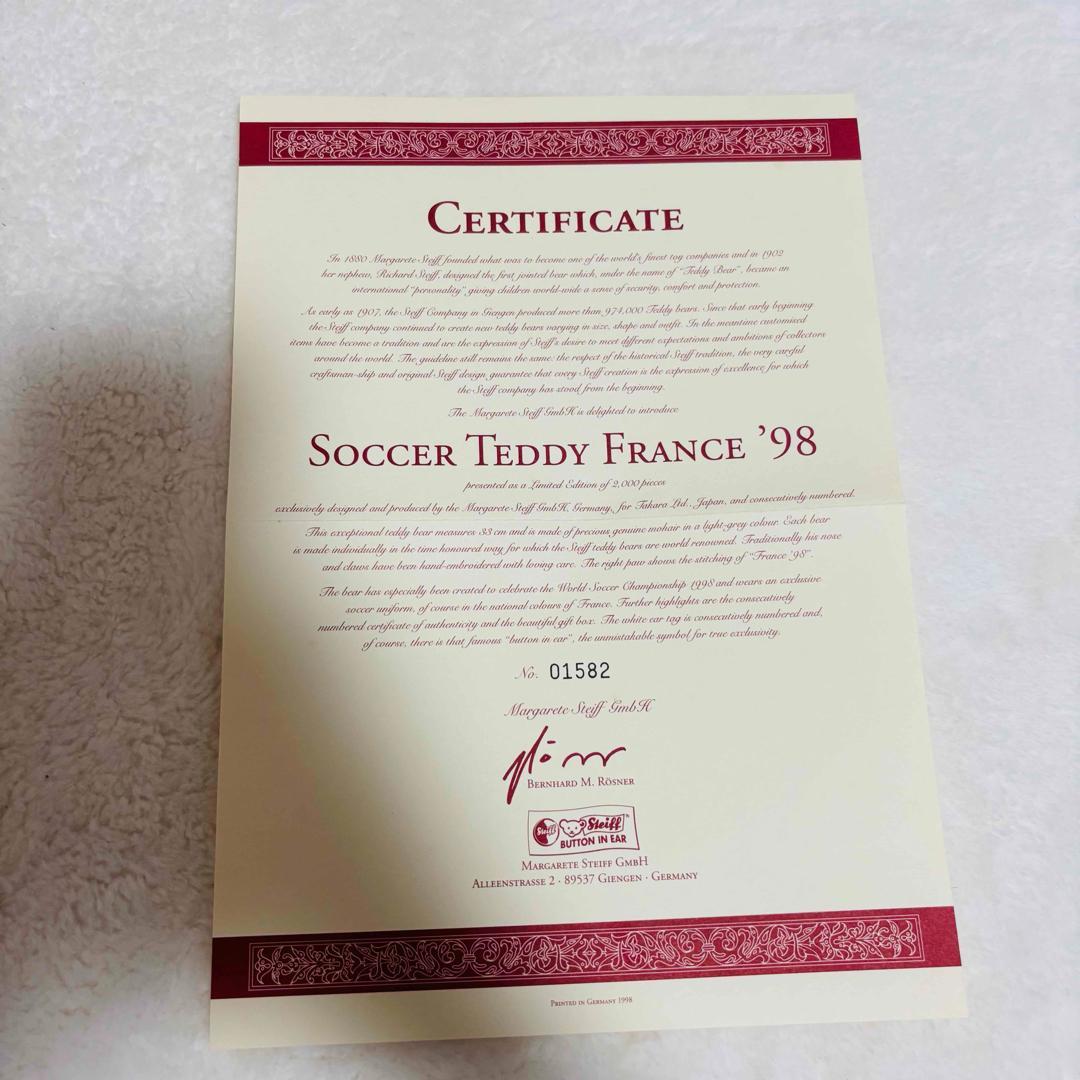 CERTIFICATE
In 1880 Margarete Steiff founded what was to become one of the world's finest toy companies and in 1902
her nephew, Richard Steiff, designed the first jointed bear which, under the name of "Teddy Bear", became an
international "personality" giving children world-wide a sense of security, comfort and protection.
As early as 1907, the Steiff Company in Giengen produced more than 974,000 Teddy bears. Since that early beginning
the Steiff company continued to create new teddy bears varying in size, shape and outfit. In the meantime customised
items have become a tradition and are the expression of Steiff's desire to meet different expectations and ambitions of collectors
around the world. The guideline still remains the same: the respect of the historical Steiff tradition, the very careful
craftsman-ship and original Steiff design guarantee that every Steiff creation is the expression of excellence for which
the Steiff company has stood from the beginning.
The Margarete Steiff GmbH is delighted to introduce
SOCCER TEDDY FRANCE '98
presented as a Limited Edition of 2,000 pieces
exclusively designed and produced by the Margarete Steiff GmbH, Germany, for Takara Ltd., Japan, and consecutively numbered.
This exceptional teddy bear measures 33 cm and is made of precious genuine mohair in a light-grey colour. Each bear
is made individually in the time honoured way for which the Steiff teddy bears are world renowned. Traditionally his nose
and claws have been hand-embroidered with loving care. The right paw shows the stitching of "France '98".
The bear has especially been created to celebrate the World Soccer Championship 1998 and wears an exclusive
soccer uniform, of course in the national colours of France. Further highlights are the consecutively
numbered certificate of authenticity and the beautiful gift box. The white ear tag is consecutively numbered and,
of course, there is that famous "button in ear", the unmistakable symbol for true exclusivity.
No. 01582
Margarete Steiff GmbH
BERNHARD M. RÖSNER
Steiff Steiff
BUTTON IN EAR
MARGARETE STEIFF GMBH
ALLEENSTRASSE 2 · 89537 GIENGEN · GERMANY
PRINTED IN GERMANY 1998